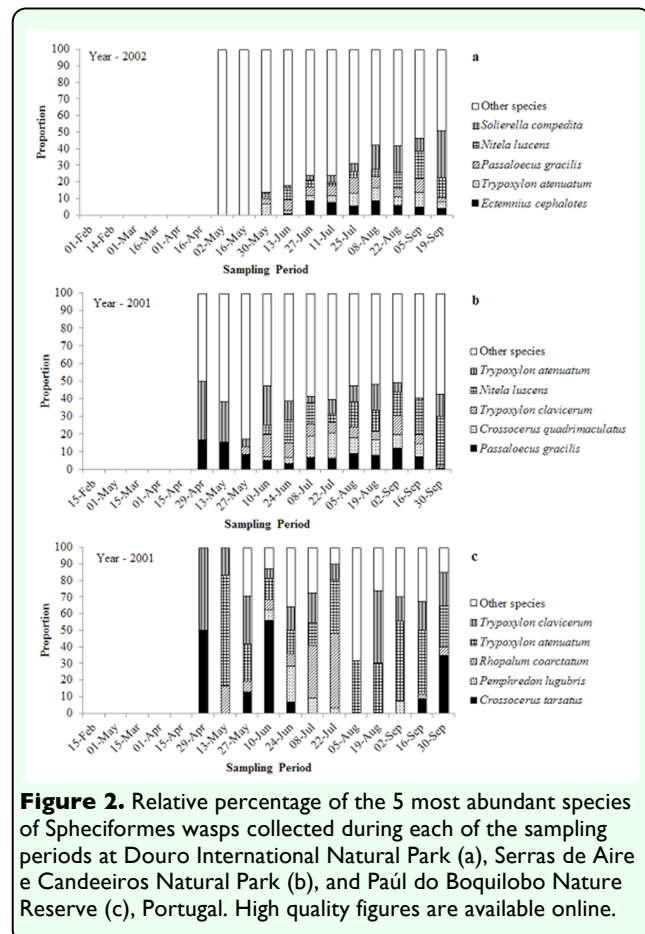 Year - 2002
a
Proportion
100
90
80
70
60
50
40
30
20
10
0
Other species
Solierella compedita
Nitela luscens
Passaloecus gracilis
Trypoxylon atenuatum
Ectemnius cephalotes
01-Feb
14-Feb
01-Mar
16-Mar
01-Apr
16-Apr
02-May
16-May
30-May
13-Jun
27-Jun
11-Jul
25-Jul
08-Aug
22-Aug
05-Sep
19-Sep
Sampling Period
Year - 2001
b
Proportion
100
90
80
70
60
50
40
30
20
10
0
Other species
Trypoxylon atenuatum
Nitela luscens
Trypoxylon clavicerum
Crossocerus quadrimaculatus
Passaloecus gracilis
15-Feb
01-May
15-Mar
01-Apr
15-Apr
29-Apr
13-May
27-May
10-Jun
24-Jun
08-Jul
22-Jul
05-Aug
19-Aug
02-Sep
16-Sep
30-Sep
Sampling Period
Year - 2001
c
Proportion
100
90
80
70
60
50
40
30
20
10
0
Other species
Trypoxylon clavicerum
Trypoxylon atenuatum
Rhopalum coarctatum
Pemphredon lugubris
Crossocerus tarsatus
15-Feb
01-May
15-Mar
01-Apr
15-Apr
29-Apr
13-May
27-May
10-Jun
24-Jun
08-Jul
22-Jul
05-Aug
19-Aug
02-Sep
16-Sep
30-Sep
Sampling Period
Figure 2. Relative percentage of the 5 most abundant species
of Spheciformes wasps collected during each of the sampling
periods at Douro International Natural Park (a), Serras de Aire
e Candeeiros Natural Park (b), and Paúl do Boquilobo Nature
Reserve (c), Portugal. High quality figures are available online.